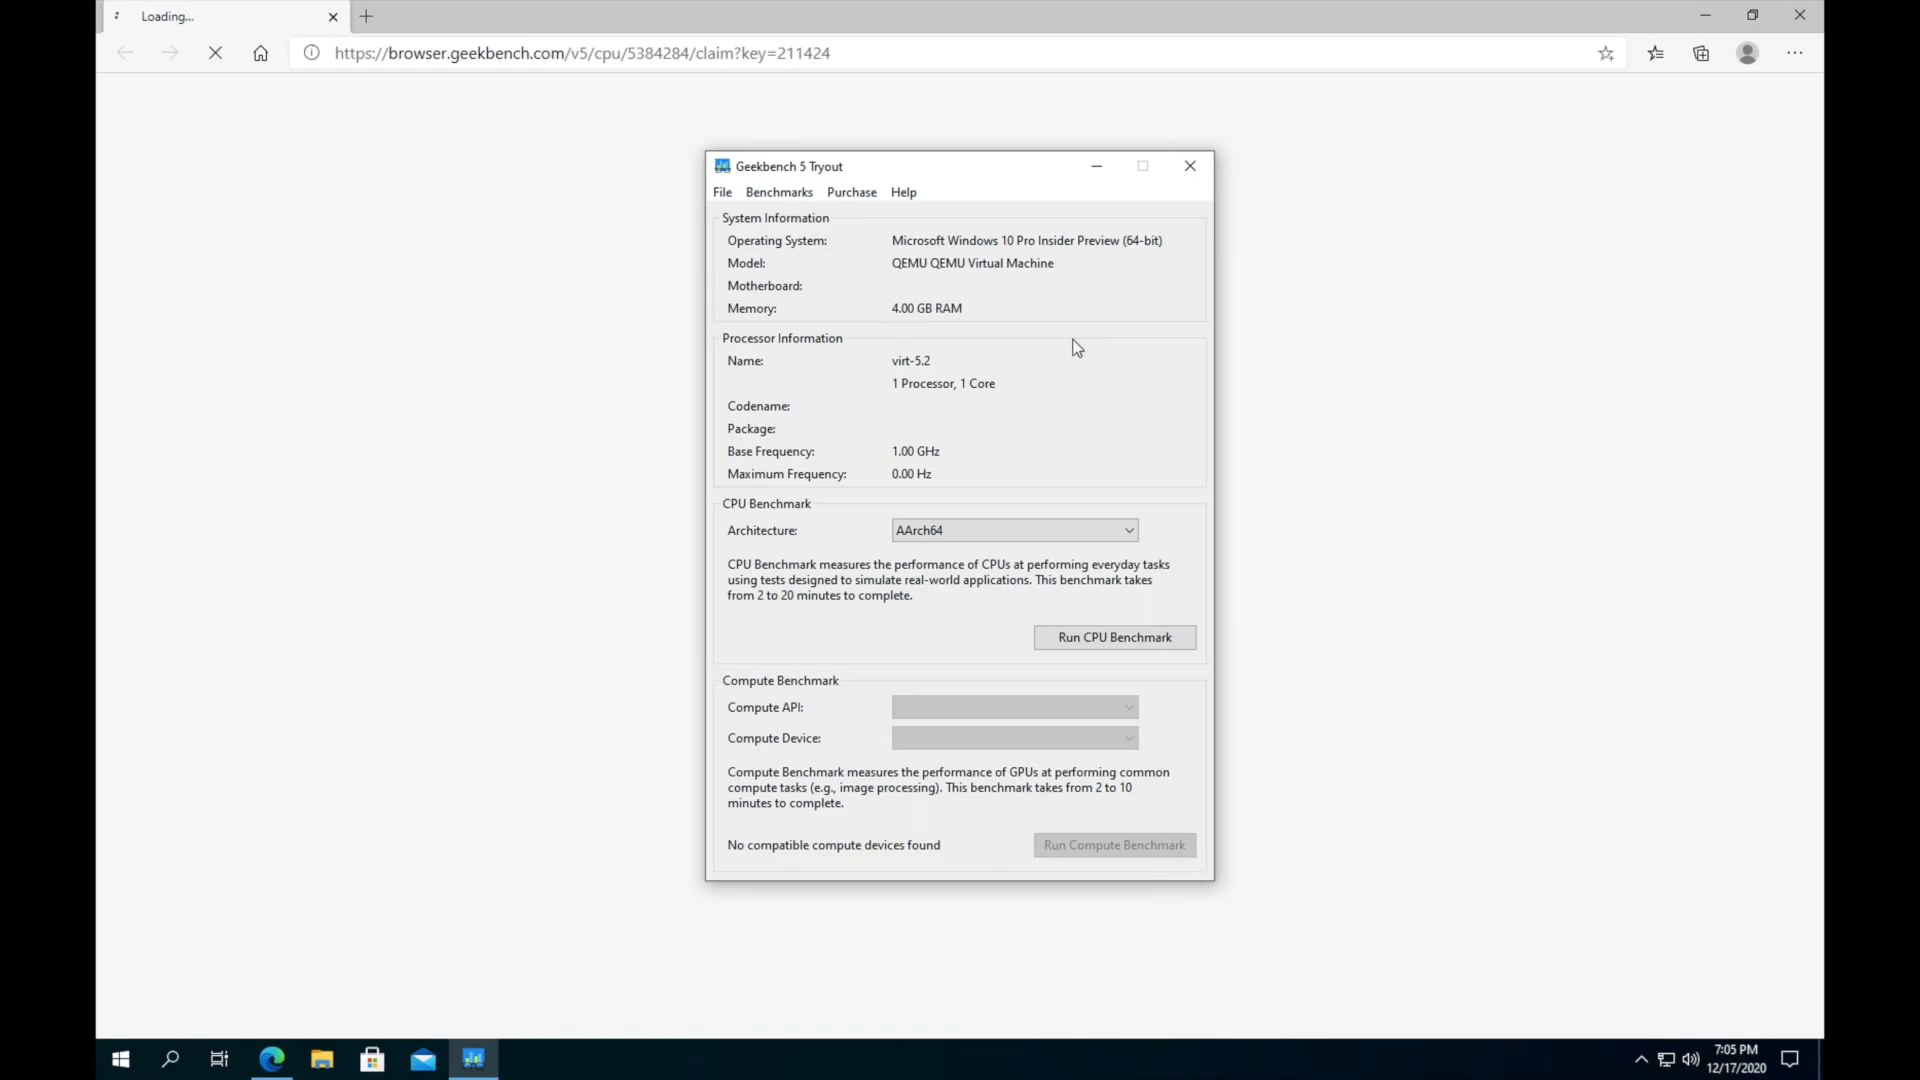 Loading...
https://browser.geekbench.com/v5/cpu/5384284/claim?key=211424
Geekbench 5 Tryout
File Benchmarks Purchase Help
System Information
Operating System: Microsoft Windows 10 Pro Insider Preview (64-bit)
Model: QEMU QEMU Virtual Machine
Motherboard:
Memory: 4.00 GB RAM
Processor Information
Name: virt-5.2
1 Processor, 1 Core
Codename:
Package:
Base Frequency: 1.00 GHz
Maximum Frequency: 0.00 Hz
CPU Benchmark
Architecture: AArch64
CPU Benchmark measures the performance of CPUs at performing everyday tasks
using tests designed to simulate real-world applications. This benchmark takes
from 2 to 20 minutes to complete.
Run CPU Benchmark
Compute Benchmark
Compute API:
Compute Device:
Compute Benchmark measures the performance of GPUs at performing common
compute tasks (e.g., image processing). This benchmark takes from 2 to 10
minutes to complete.
No compatible compute devices found Run Compute Benchmark
7:05 PM
12/17/2020